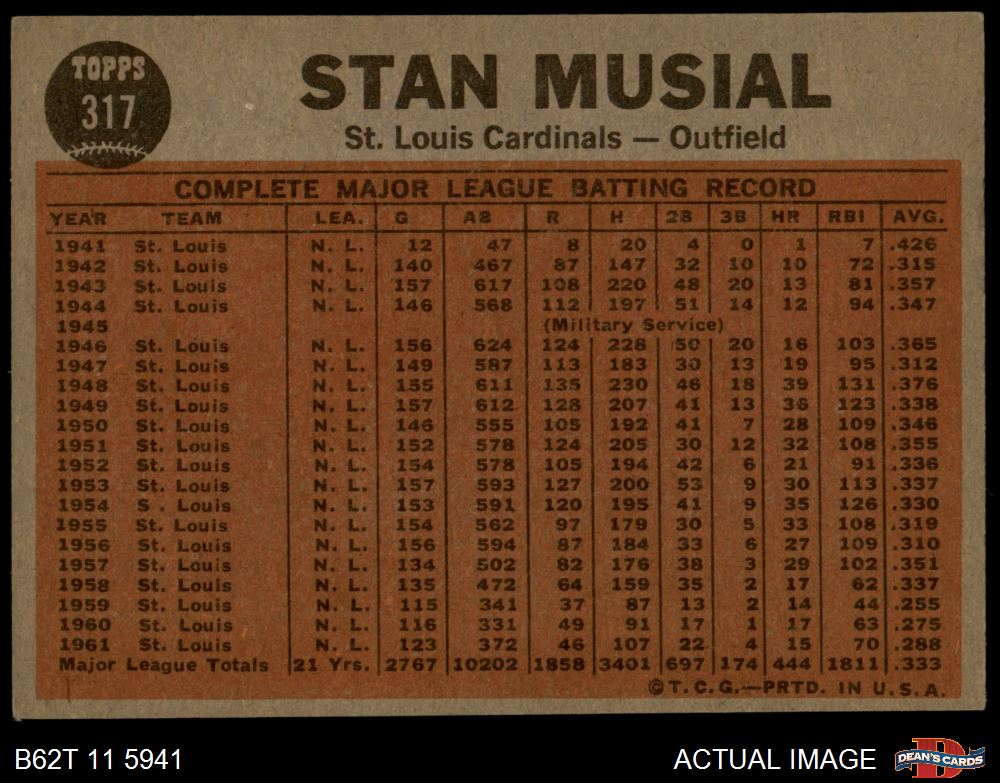 TOPPS
317
STAN MUSIAL
St. Louis Cardinals — Outfield
COMPLETE MAJOR LEAGUE BATTING RECORD
YEAR TEAM LEA. G AB R H 2B 3B HR RBI AVG.
1941 St. Louis N. L. 12 47 8 20 4 0 1 7 .426
1942 St. Louis N. L. 140 467 87 147 32 10 10 72 .315
1943 St. Louis N. L. 157 617 108 220 48 20 13 81 .357
1944 St. Louis N. L. 146 568 112 197 51 14 12 94 .347
1945 (Military Service)
1946 St. Louis N. L. 156 624 124 228 50 20 16 103 .365
1947 St. Louis N. L. 149 587 113 183 30 13 19 95 .312
1948 St. Louis N. L. 155 611 135 230 46 18 39 131 .376
1949 St. Louis N. L. 157 612 128 207 41 13 36 123 .338
1950 St. Louis N. L. 146 555 105 192 41 7 28 109 .346
1951 St. Louis N. L. 152 578 124 205 30 12 32 108 .355
1952 St. Louis N. L. 154 578 105 194 42 6 21 91 .336
1953 St. Louis N. L. 157 593 127 200 53 9 30 113 .337
1954 S . Louis N. L. 153 591 120 195 41 9 35 126 .330
1955 St. Louis N. L. 154 562 97 179 30 5 33 108 .319
1956 St. Louis N. L. 156 594 87 184 33 6 27 109 .310
1957 St. Louis N. L. 134 502 82 176 38 3 29 102 .351
1958 St. Louis N. L. 135 472 64 159 35 2 17 62 .337
1959 St. Louis N. L. 115 341 37 87 13 2 14 44 .255
1960 St. Louis N. L. 116 331 49 91 17 1 17 63 .275
1961 St. Louis N. L. 123 372 46 107 22 4 15 70 .288
Major League Totals 21 Yrs. 2767 10202 1858 3401 697 174 444 1811 .333
©T.C.G.—PRTD. IN U.S.A.
B62T 11 5941 ACTUAL IMAGE DEAN'S CARDS